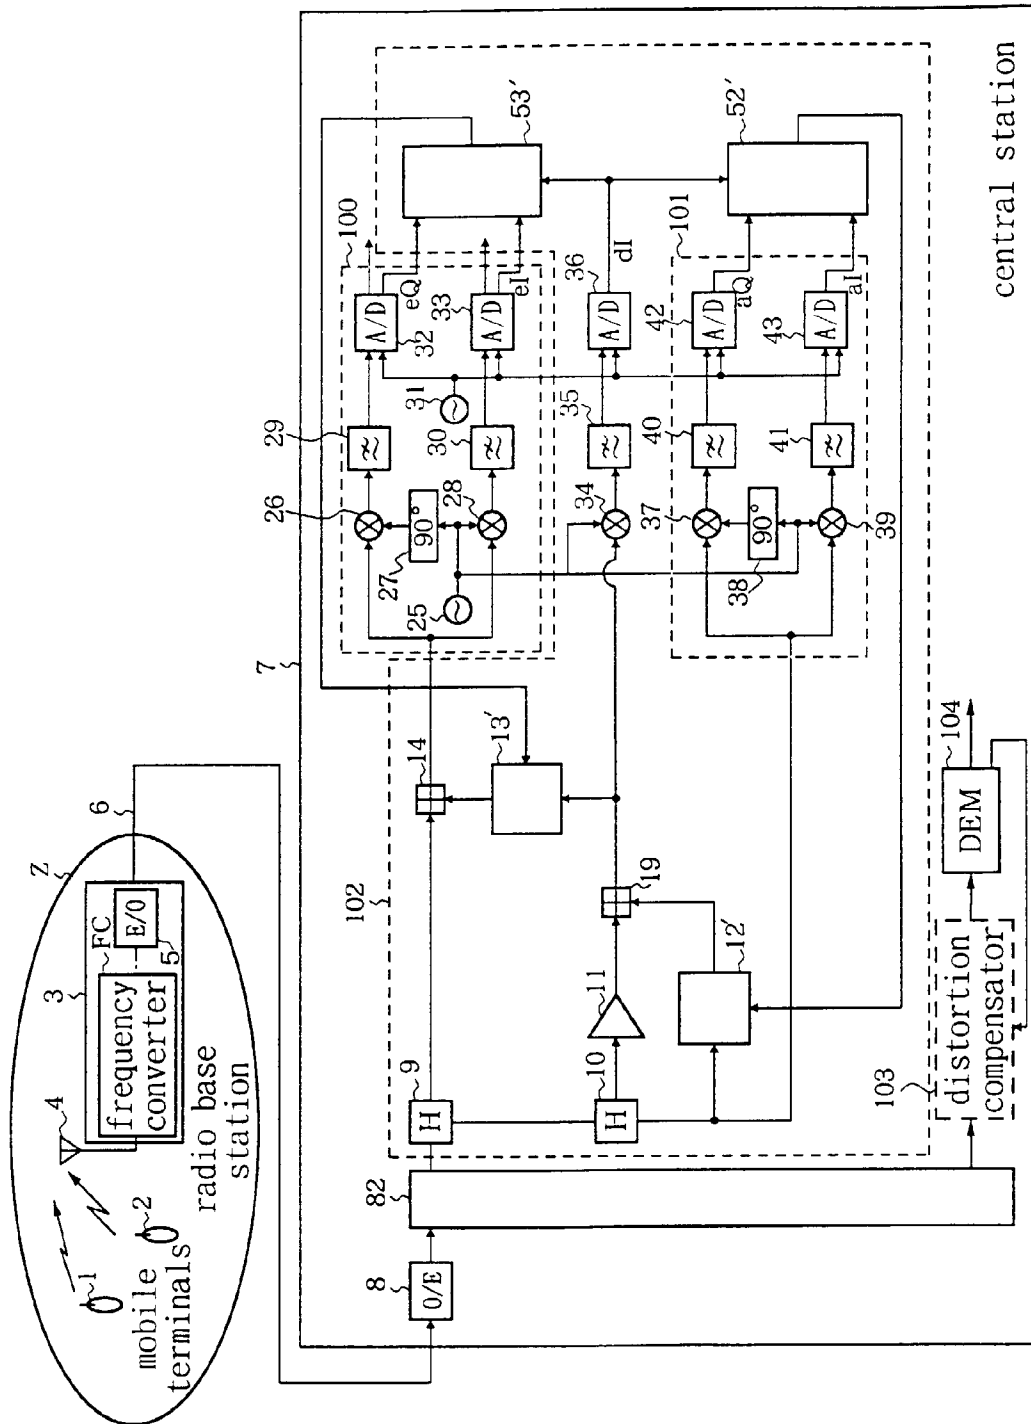 Z
3
4
FC
frequency
converter
E/O
5
6
1
2
mobile
terminals
radio base
station
7
8
O/E
82
102
H
9
H
10
11
12'
19
13'
14
100
26
27
90°
25
28
29
30
31
A/D
32
eQ
A/D
33
eI
53'
34
35
A/D
36
dI
101
37
38
90°
39
40
41
A/D
42
aQ
A/D
43
aI
52'
103
distortion
compensator
DEM
104
central station